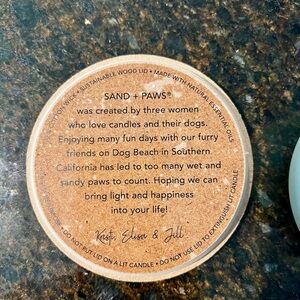 COTTON WICK • SUSTAINABLE WOOD LID • MADE WITH NATURAL ESSENTIAL OILS
SAND + PAWS®
was created by three women
who love candles and their dogs.
Enjoying many fun days with our furry
friends on Dog Beach in Southern
California has led to too many wet and
sandy paws to count. Hoping we can
bring light and happiness
into your life!
Kristi, Elisa & Jill
• DO NOT PUT LID ON A LIT CANDLE • DO NOT USE LID TO EXTINGUISH LIT CANDLE